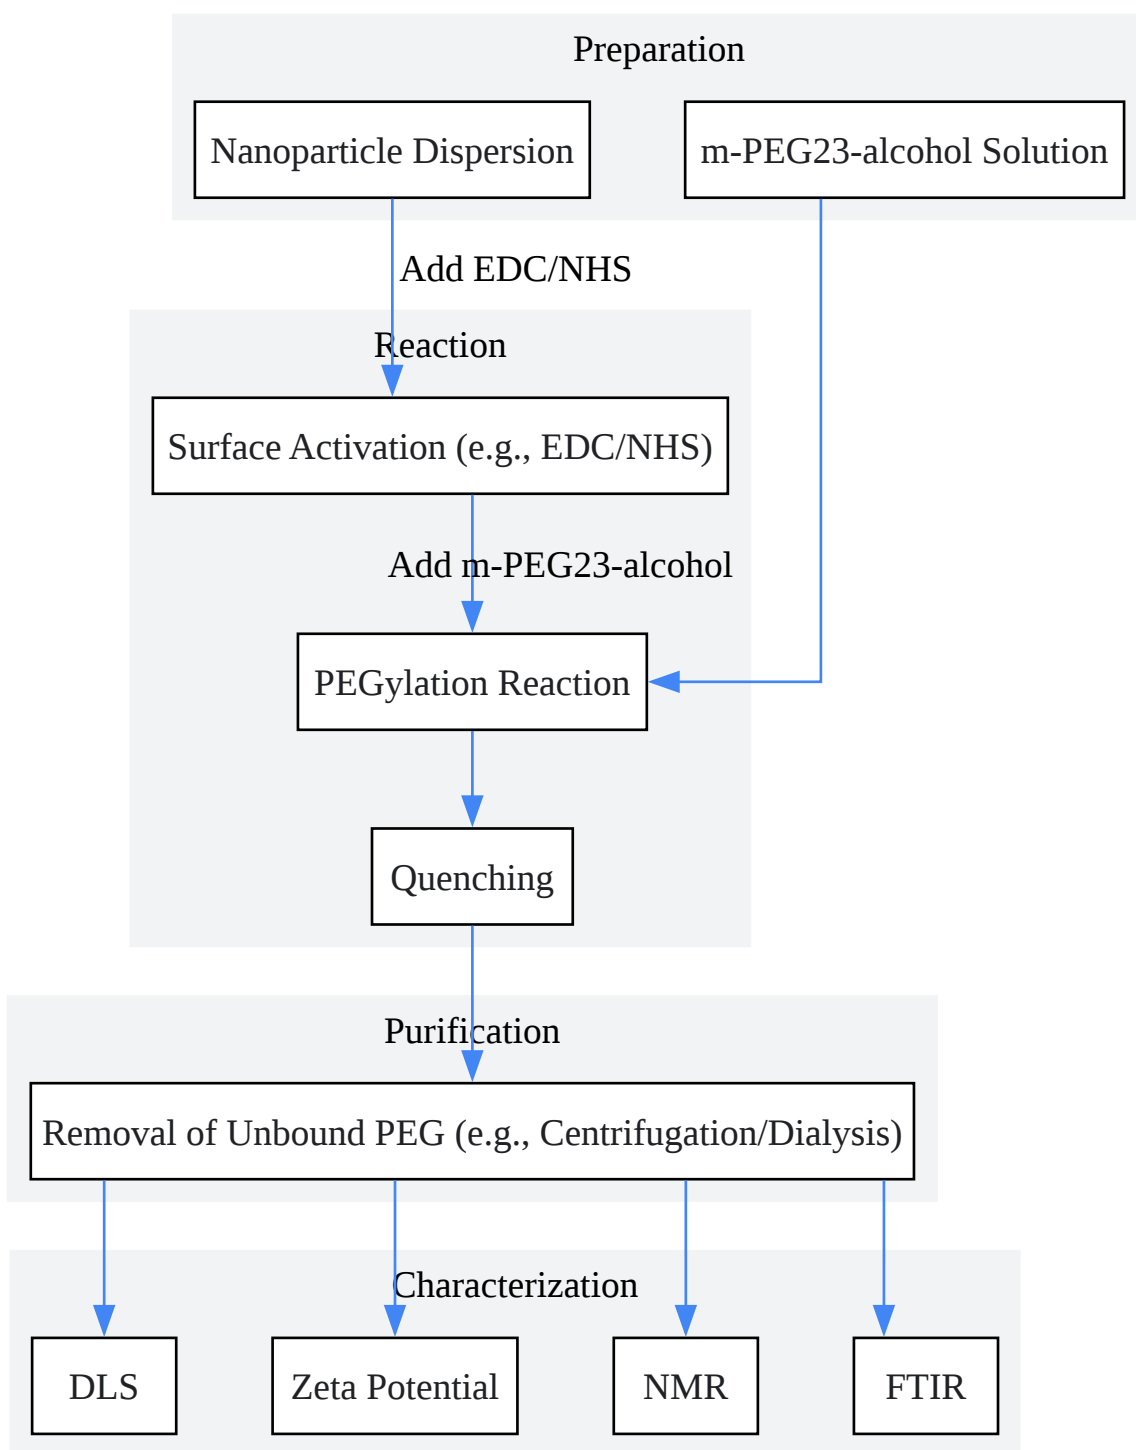 Preparation
Nanoparticle Dispersion
m-PEG23-alcohol Solution
Add EDC/NHS
Reaction
Surface Activation (e.g., EDC/NHS)
Add m-PEG23-alcohol
PEGylation Reaction
Quenching
Purification
Removal of Unbound PEG (e.g., Centrifugation/Dialysis)
Characterization
DLS
Zeta Potential
NMR
FTIR